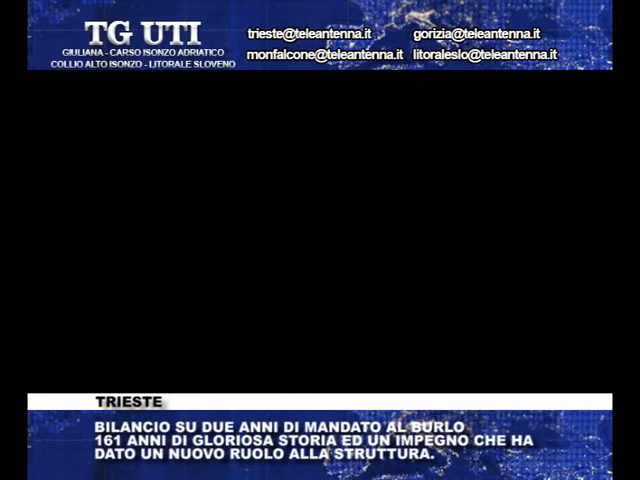 TG UTI
GIULIANA - CARSO ISONZO ADRIATICO
COLLIO ALTO ISONZO - LITORALE SLOVENO
trieste@teleantenna.it gorizia@teleantenna.it
monfalcone@teleantenna.it litoraleslo@teleantenna.it
TRIESTE
BILANCIO SU DUE ANNI DI MANDATO AL BURLO
161 ANNI DI GLORIOSA STORIA ED UN IMPEGNO CHE HA
DATO UN NUOVO RUOLO ALLA STRUTTURA.